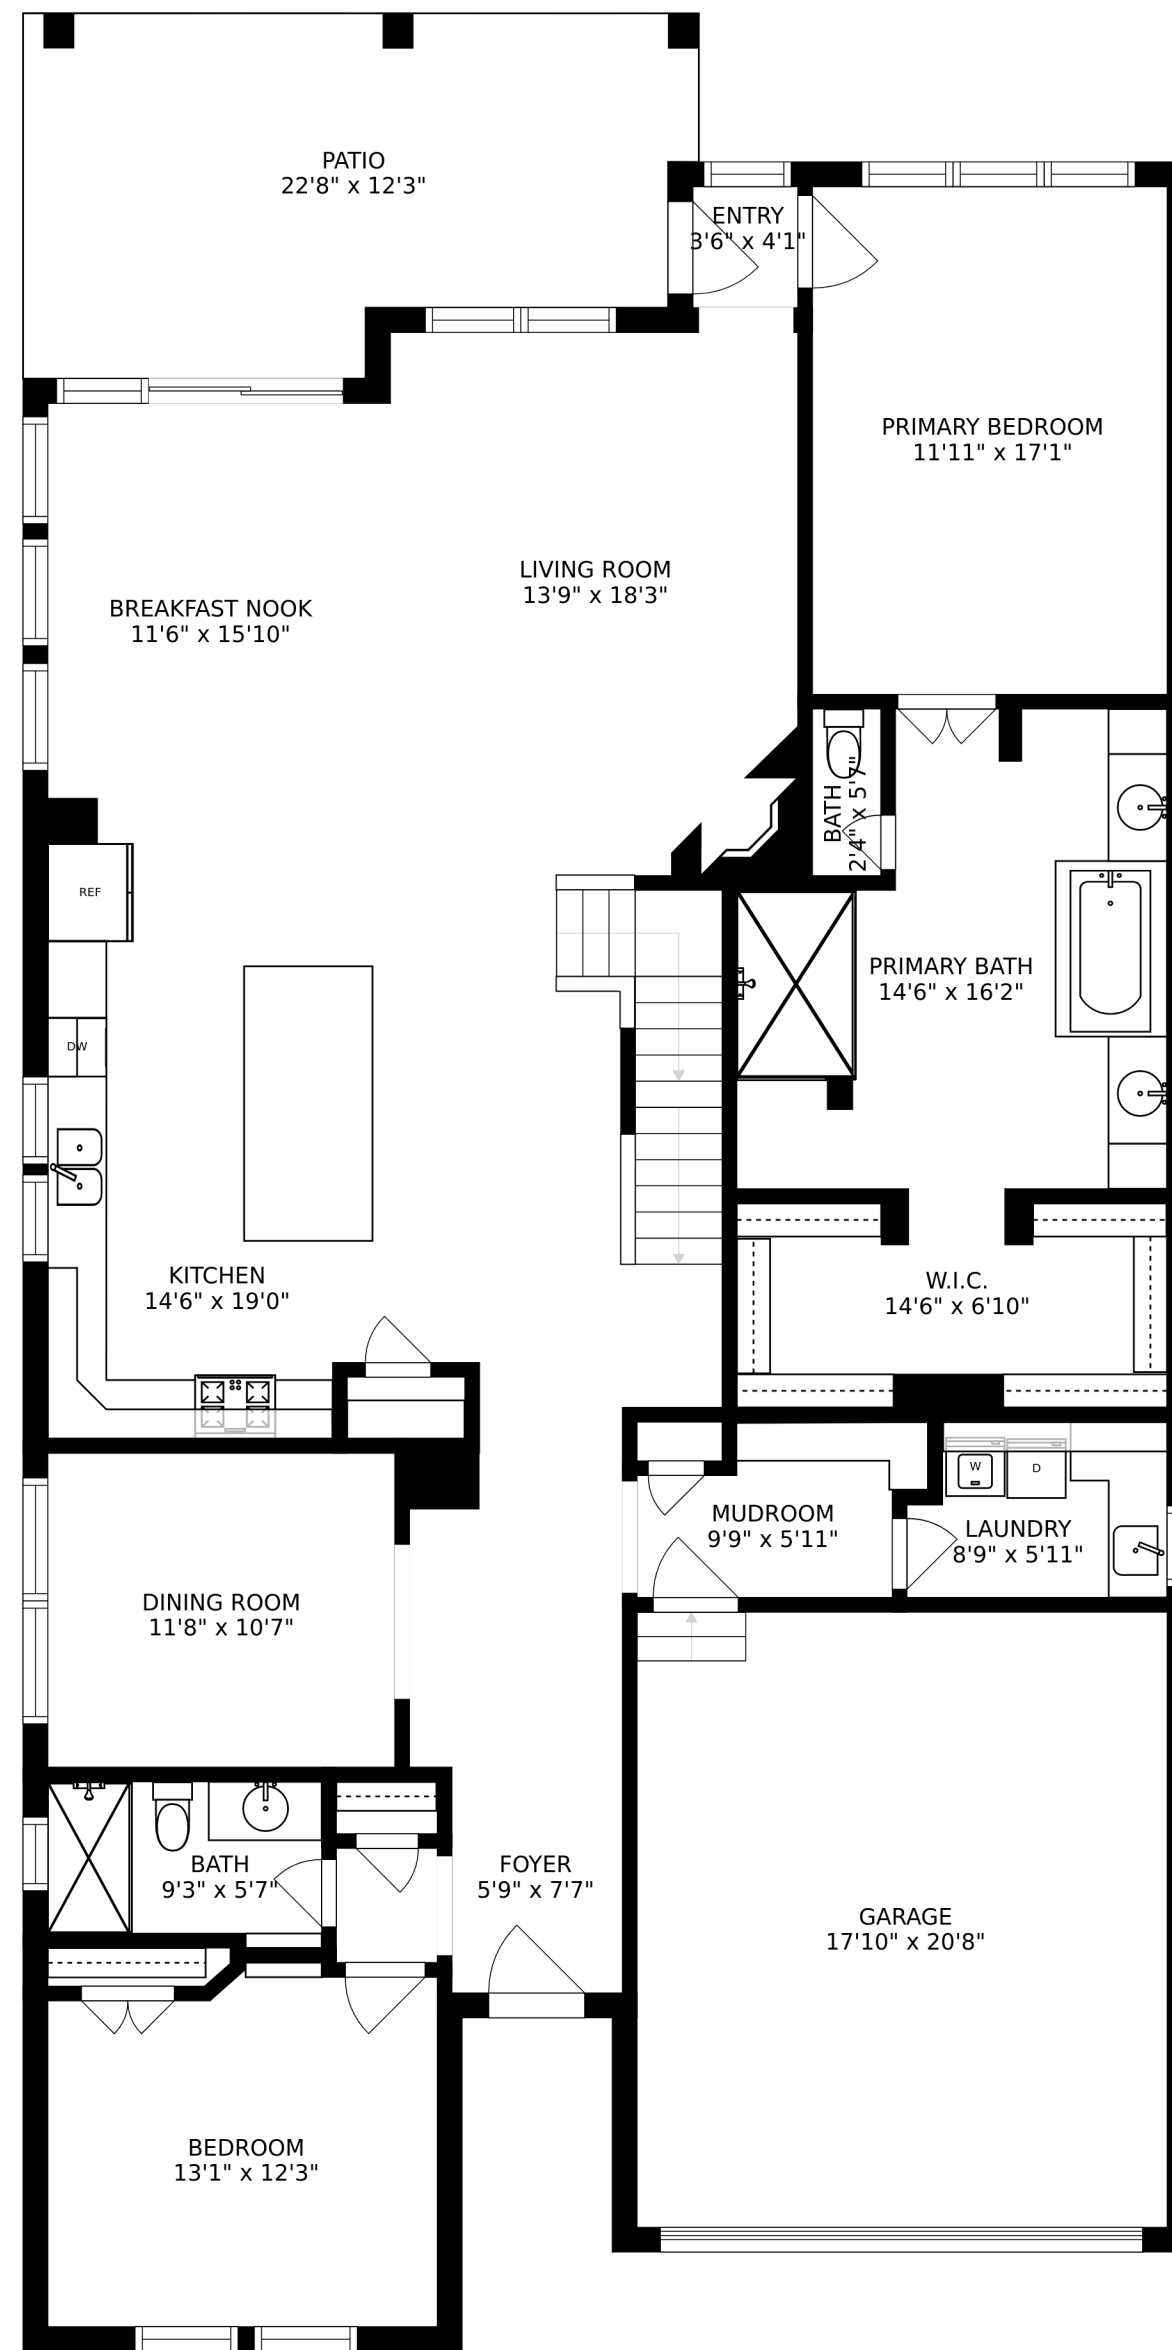 PATIO
22'8" x 12'3"
ENTRY
3'6" x 4'1"
PRIMARY BEDROOM
11'11" x 17'1"
LIVING ROOM
13'9" x 18'3"
BREAKFAST NOOK
11'6" x 15'10"
BATH
2'4" x 5'7"
REF
PRIMARY BATH
14'6" x 16'2"
DW
KITCHEN
14'6" x 19'0"
W.I.C.
14'6" x 6'10"
W
D
MUDROOM
9'9" x 5'11"
LAUNDRY
8'9" x 5'11"
DINING ROOM
11'8" x 10'7"
BATH
9'3" x 5'7"
FOYER
5'9" x 7'7"
GARAGE
17'10" x 20'8"
BEDROOM
13'1" x 12'3"